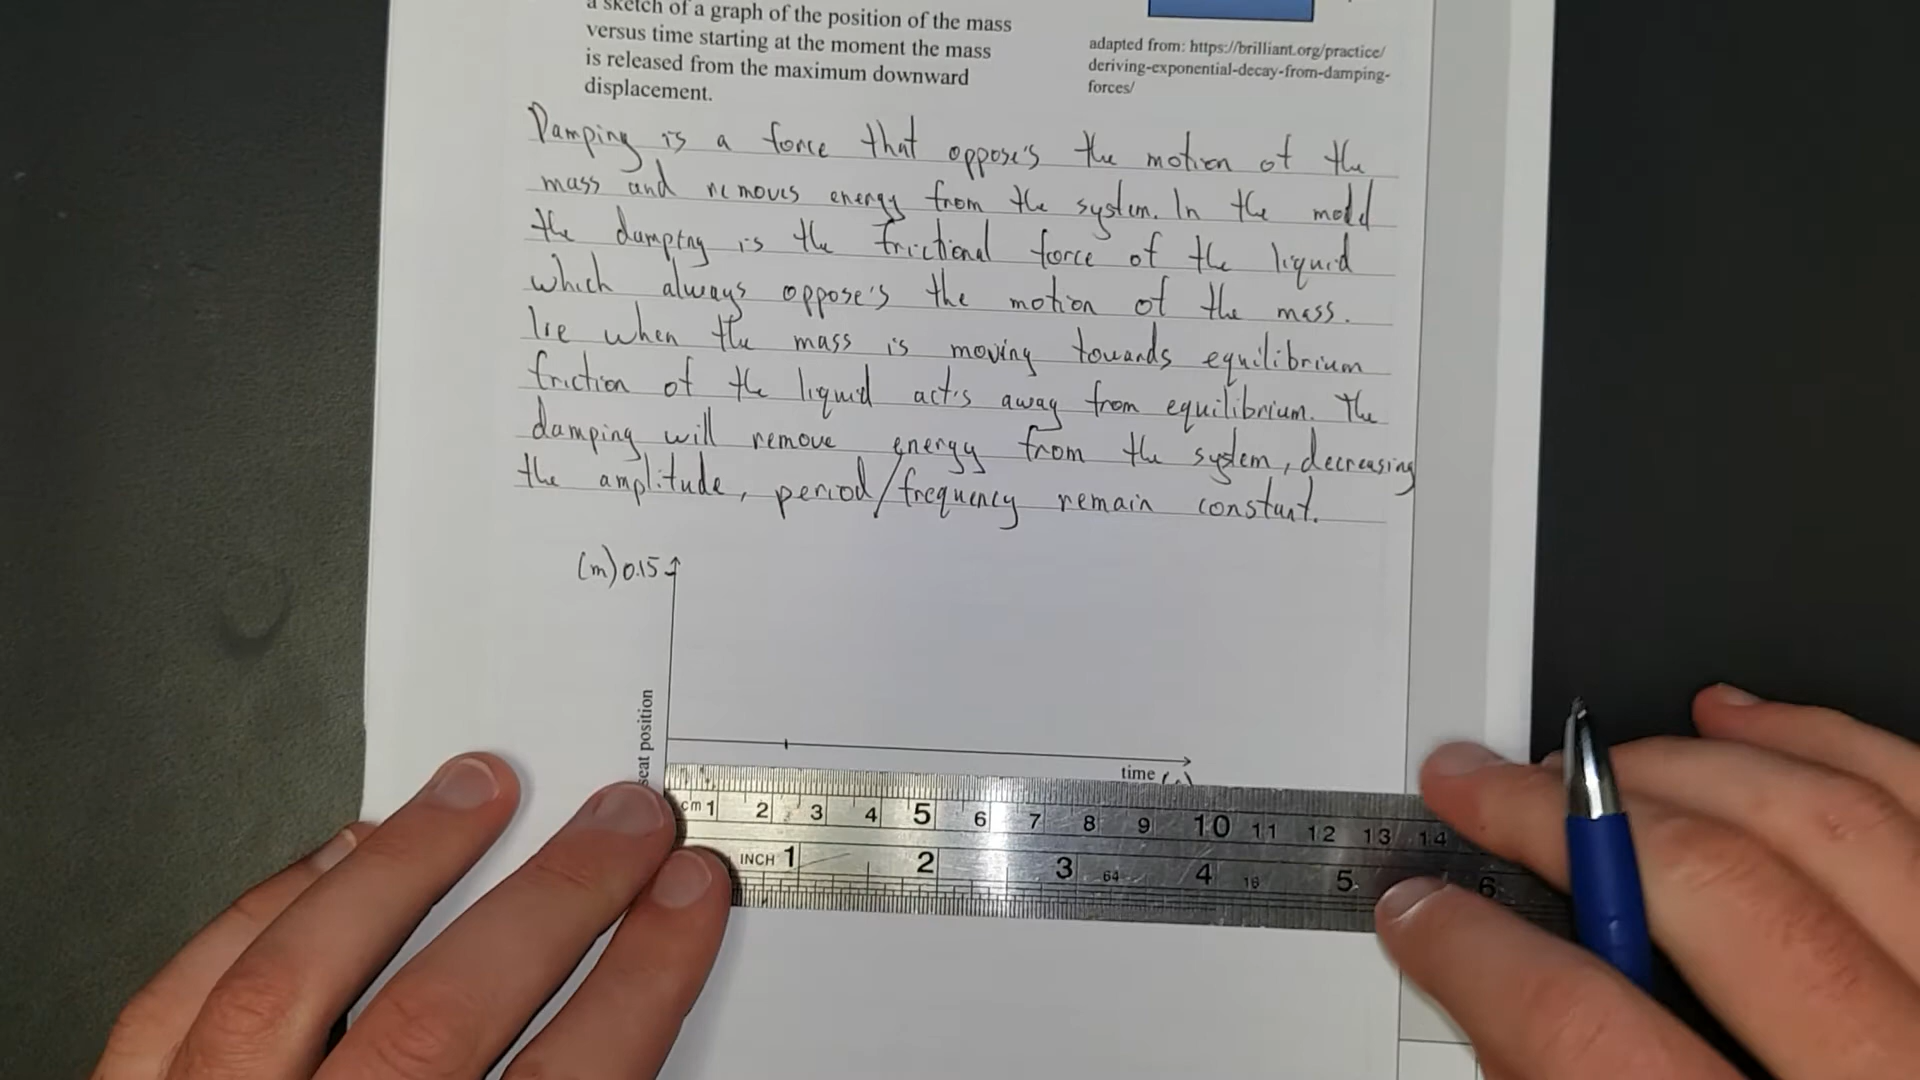 a sketch of a graph of the position of the mass
versus time starting at the moment the mass
is released from the maximum downward
displacement.
adapted from: https://brilliant.org/practice/
deriving-exponential-decay-from-damping-
forces/
Damping is a force that oppose's the motion of the
mass and removes energy from the system. In the model
the damping is the frictional force of the liquid
which always oppose's the motion of the mass.
Ire when the mass is moving towards equilibrium
friction of the liquid act's away from equilibrium. The
damping will remove energy from the system, decreasing
the amplitude, period/frequency remain constant.
(m) 0.15
seat position
time
cm 1 2 3 4 5 6 7 8 9 10 11 12 13 14
INCH 1 2 3 64 4 16 5 6